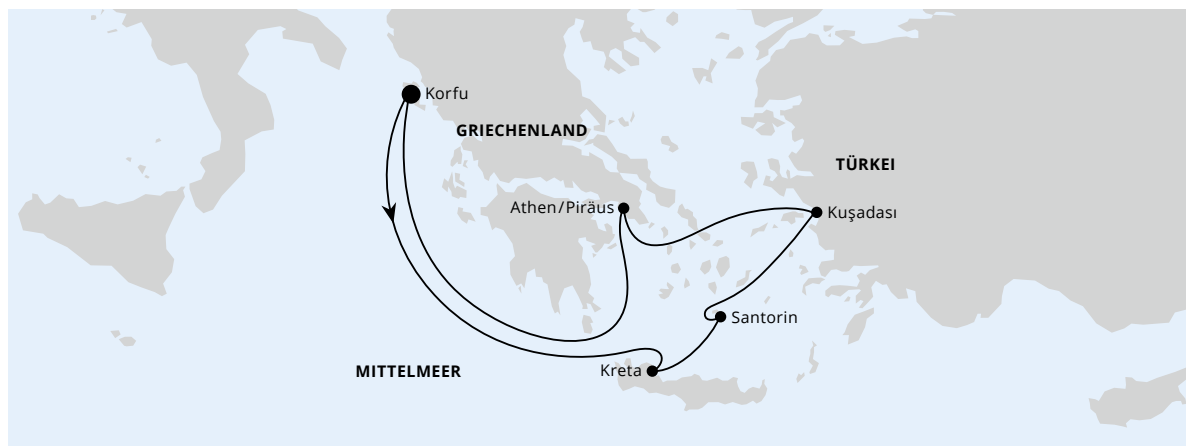 Korfu
GRIECHENLAND
TÜRKEI
Athen/Piräus
Kuşadası
Santorin
Kreta
MITTELMEER